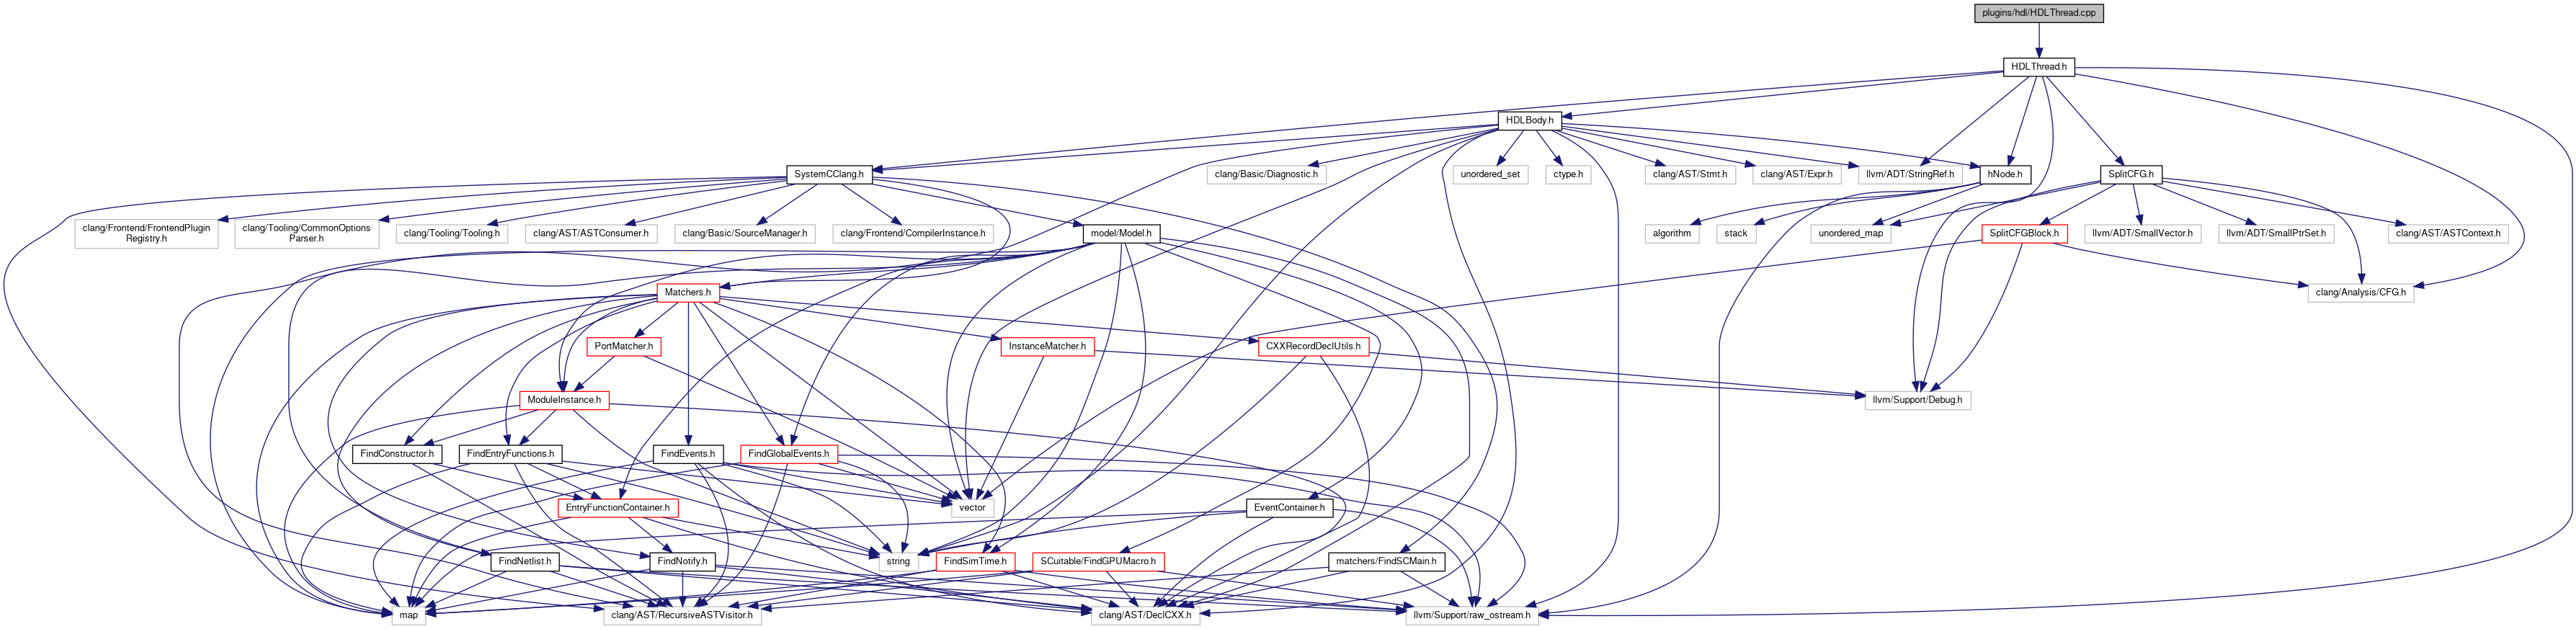 plugins/hdl/HDLThread.cpp
HDLThread.h
HDLBody.h
SystemCClang.h
clang/Basic/Diagnostic.h
unordered_set
ctype.h
clang/AST/Stmt.h
clang/AST/Expr.h
llvm/ADT/StringRef.h
hNode.h
SplitCFG.h
clang/Frontend/FrontendPlugin
Registry.h
clang/Tooling/CommonOptions
Parser.h
clang/Tooling/Tooling.h
clang/AST/ASTConsumer.h
clang/Basic/SourceManager.h
clang/Frontend/CompilerInstance.h
model/Model.h
algorithm
stack
unordered_map
SplitCFGBlock.h
llvm/ADT/SmallVector.h
llvm/ADT/SmallPtrSet.h
clang/AST/ASTContext.h
Matchers.h
clang/Analysis/CFG.h
PortMatcher.h
InstanceMatcher.h
CXXRecordDeclUtils.h
ModuleInstance.h
llvm/Support/Debug.h
FindConstructor.h
FindEntryFunctions.h
FindEvents.h
FindGlobalEvents.h
EntryFunctionContainer.h
vector
EventContainer.h
FindNetlist.h
FindNotify.h
string
FindSimTime.h
SCuitable/FindGPUMacro.h
matchers/FindSCMain.h
map
clang/AST/RecursiveASTVisitor.h
clang/AST/DeclCXX.h
llvm/Support/raw_ostream.h